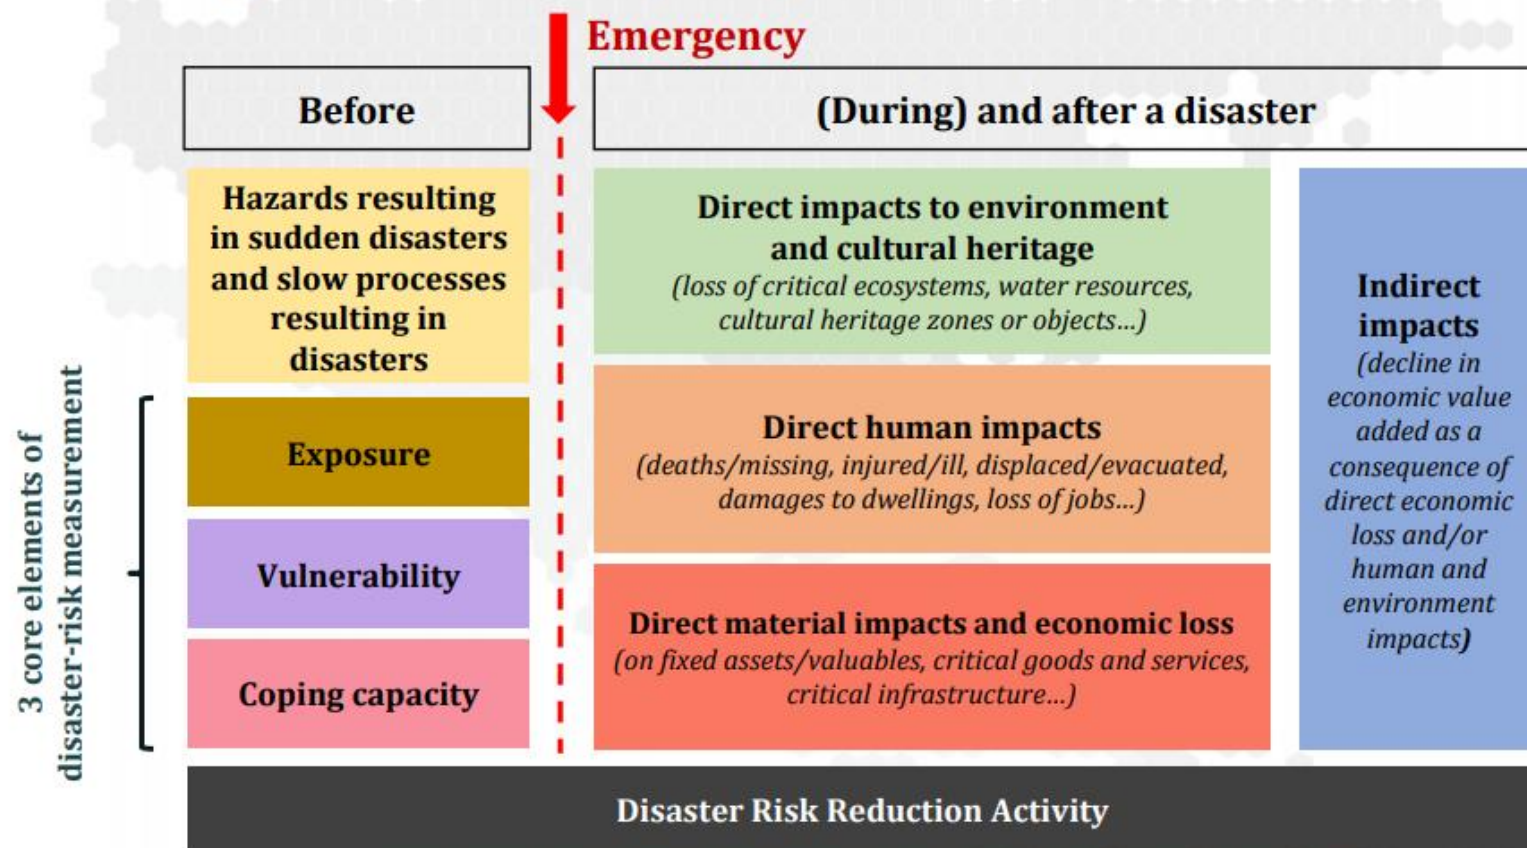 Emergency
Before
(During) and after a disaster
Hazards resulting
in sudden disasters
and slow processes
resulting in
disasters
3 core elements of
disaster-risk measurement
Exposure
Vulnerability
Coping capacity
Direct impacts to environment
and cultural heritage
(loss of critical ecosystems, water resources,
cultural heritage zones or objects...)
Direct human impacts
(deaths/missing, injured/ill, displaced/evacuated,
damages to dwellings, loss of jobs...)
Direct material impacts and economic loss
(on fixed assets/valuables, critical goods and services,
critical infrastructure...)
Indirect
impacts
(decline in
economic value
added as a
consequence of
direct economic
loss and/or
human and
environment
impacts)
Disaster Risk Reduction Activity